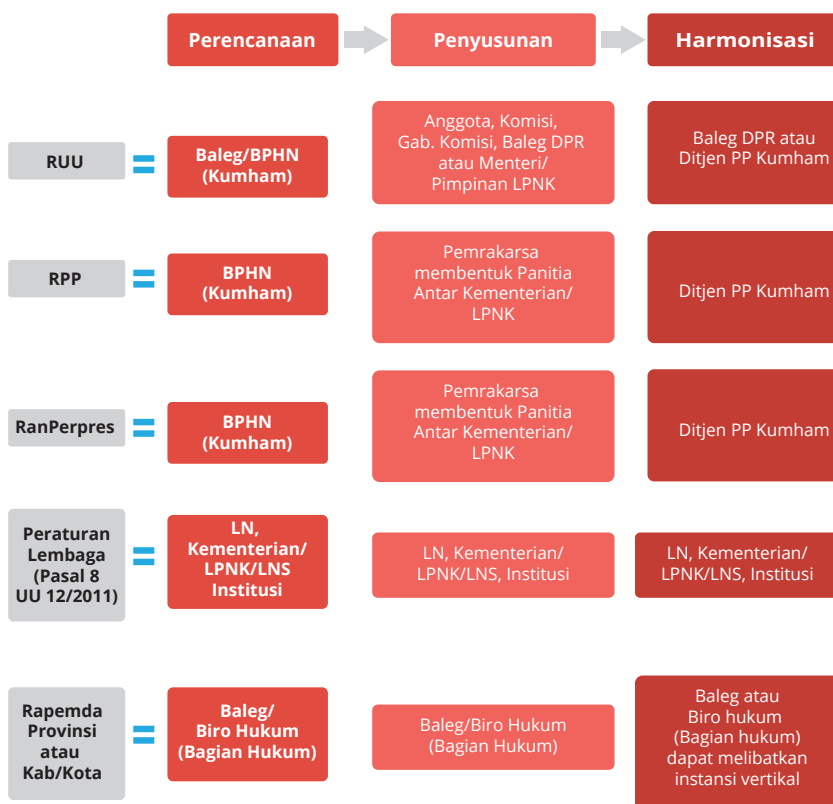 Perencanaan
Penyusunan
Harmonisasi
RUU
=
Baleg/BPHN
(Kumham)
Anggota, Komisi,
Gab. Komisi, Baleg DPR
atau Menteri/
Pimpinan LPNK
Baleg DPR atau
Ditjen PP Kumham
RPP
=
BPHN
(Kumham)
Pemrakarsa
membentuk Panitia
Antar Kementerian/
LPNK
Ditjen PP Kumham
RanPerpres
=
BPHN
(Kumham)
Pemrakarsa
membentuk Panitia
Antar Kementerian/
LPNK
Ditjen PP Kumham
Peraturan
Lembaga
(Pasal 8
UU 12/2011)
=
LN,
Kementerian/
LPNK/LNS
Institusi
LN, Kementerian/
LPNK/LNS, Institusi
LN, Kementerian/
LPNK/LNS, Institusi
Rapemda
Provinsi
atau
Kab/Kota
=
Baleg/
Biro Hukum
(Bagian Hukum)
Baleg/Biro Hukum
(Bagian Hukum)
Baleg atau
Biro hukum
(Bagian hukum)
dapat melibatkan
instansi vertikal